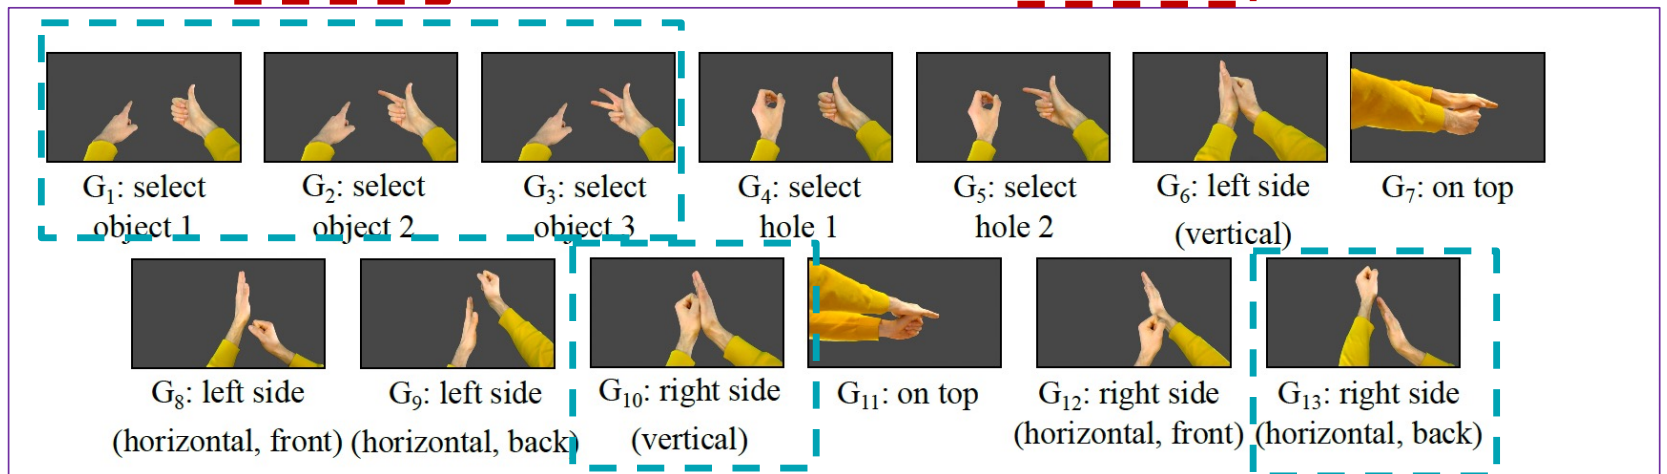 G₁: select
object 1
G₂: select
object 2
G₃: select
object 3
G₄: select
hole 1
G₅: select
hole 2
G₆: left side
(vertical)
G₇: on top
G₈: left side
(horizontal, front)
G₉: left side
(horizontal, back)
G₁₀: right side
(vertical)
G₁₁: on top
G₁₂: right side
(horizontal, front)
G₁₃: right side
(horizontal, back)